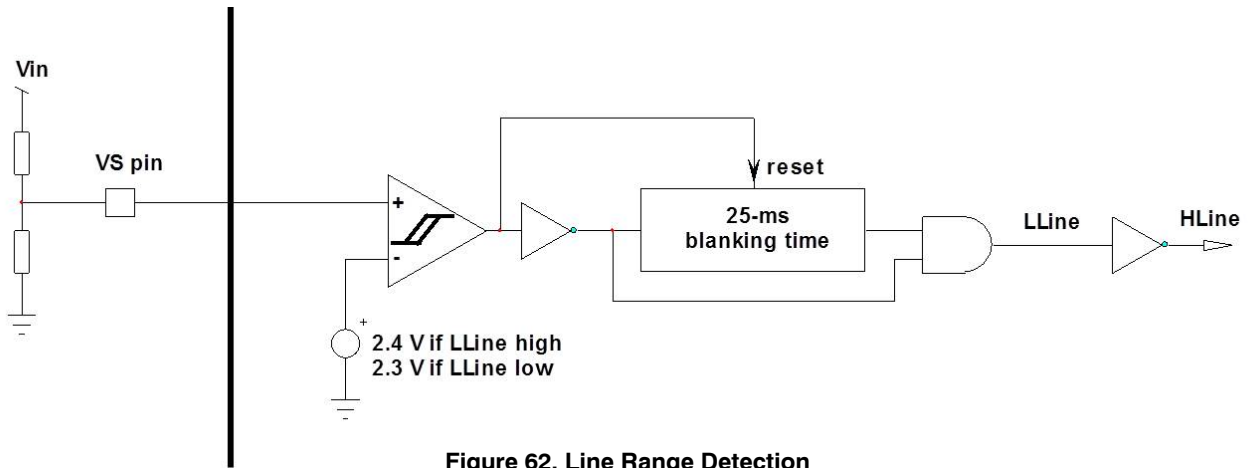 Vin
VS pin
+
-
+
2.4 V if LLine high
2.3 V if LLine low
reset
25-ms
blanking time
LLine
HLine
Figure 62. Line Range Detection